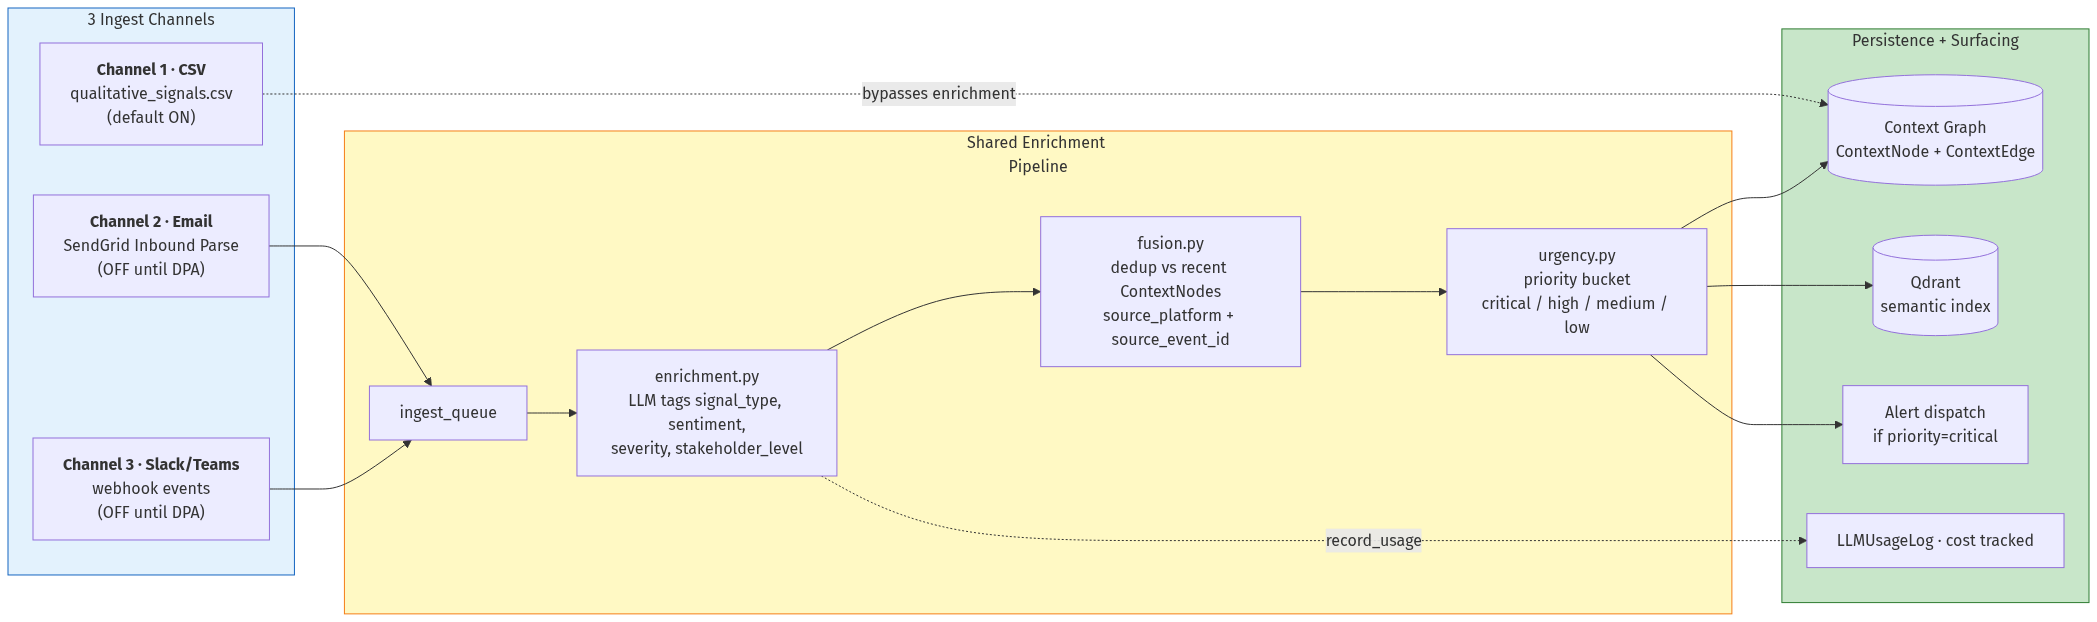 3 Ingest Channels
Channel 1 · CSV
qualitative_signals.csv
(default ON)
Channel 2 · Email
SendGrid Inbound Parse
(OFF until DPA)
Channel 3 · Slack/Teams
webhook events
(OFF until DPA)
bypasses enrichment
Shared Enrichment
Pipeline
ingest_queue
enrichment.py
LLM tags signal_type,
sentiment,
severity, stakeholder_level
fusion.py
dedup vs recent
ContextNodes
source_platform +
source_event_id
urgency.py
priority bucket
critical / high / medium /
low
record_usage
Persistence + Surfacing
Context Graph
ContextNode + ContextEdge
Qdrant
semantic index
Alert dispatch
if priority=critical
LLMUsageLog · cost tracked